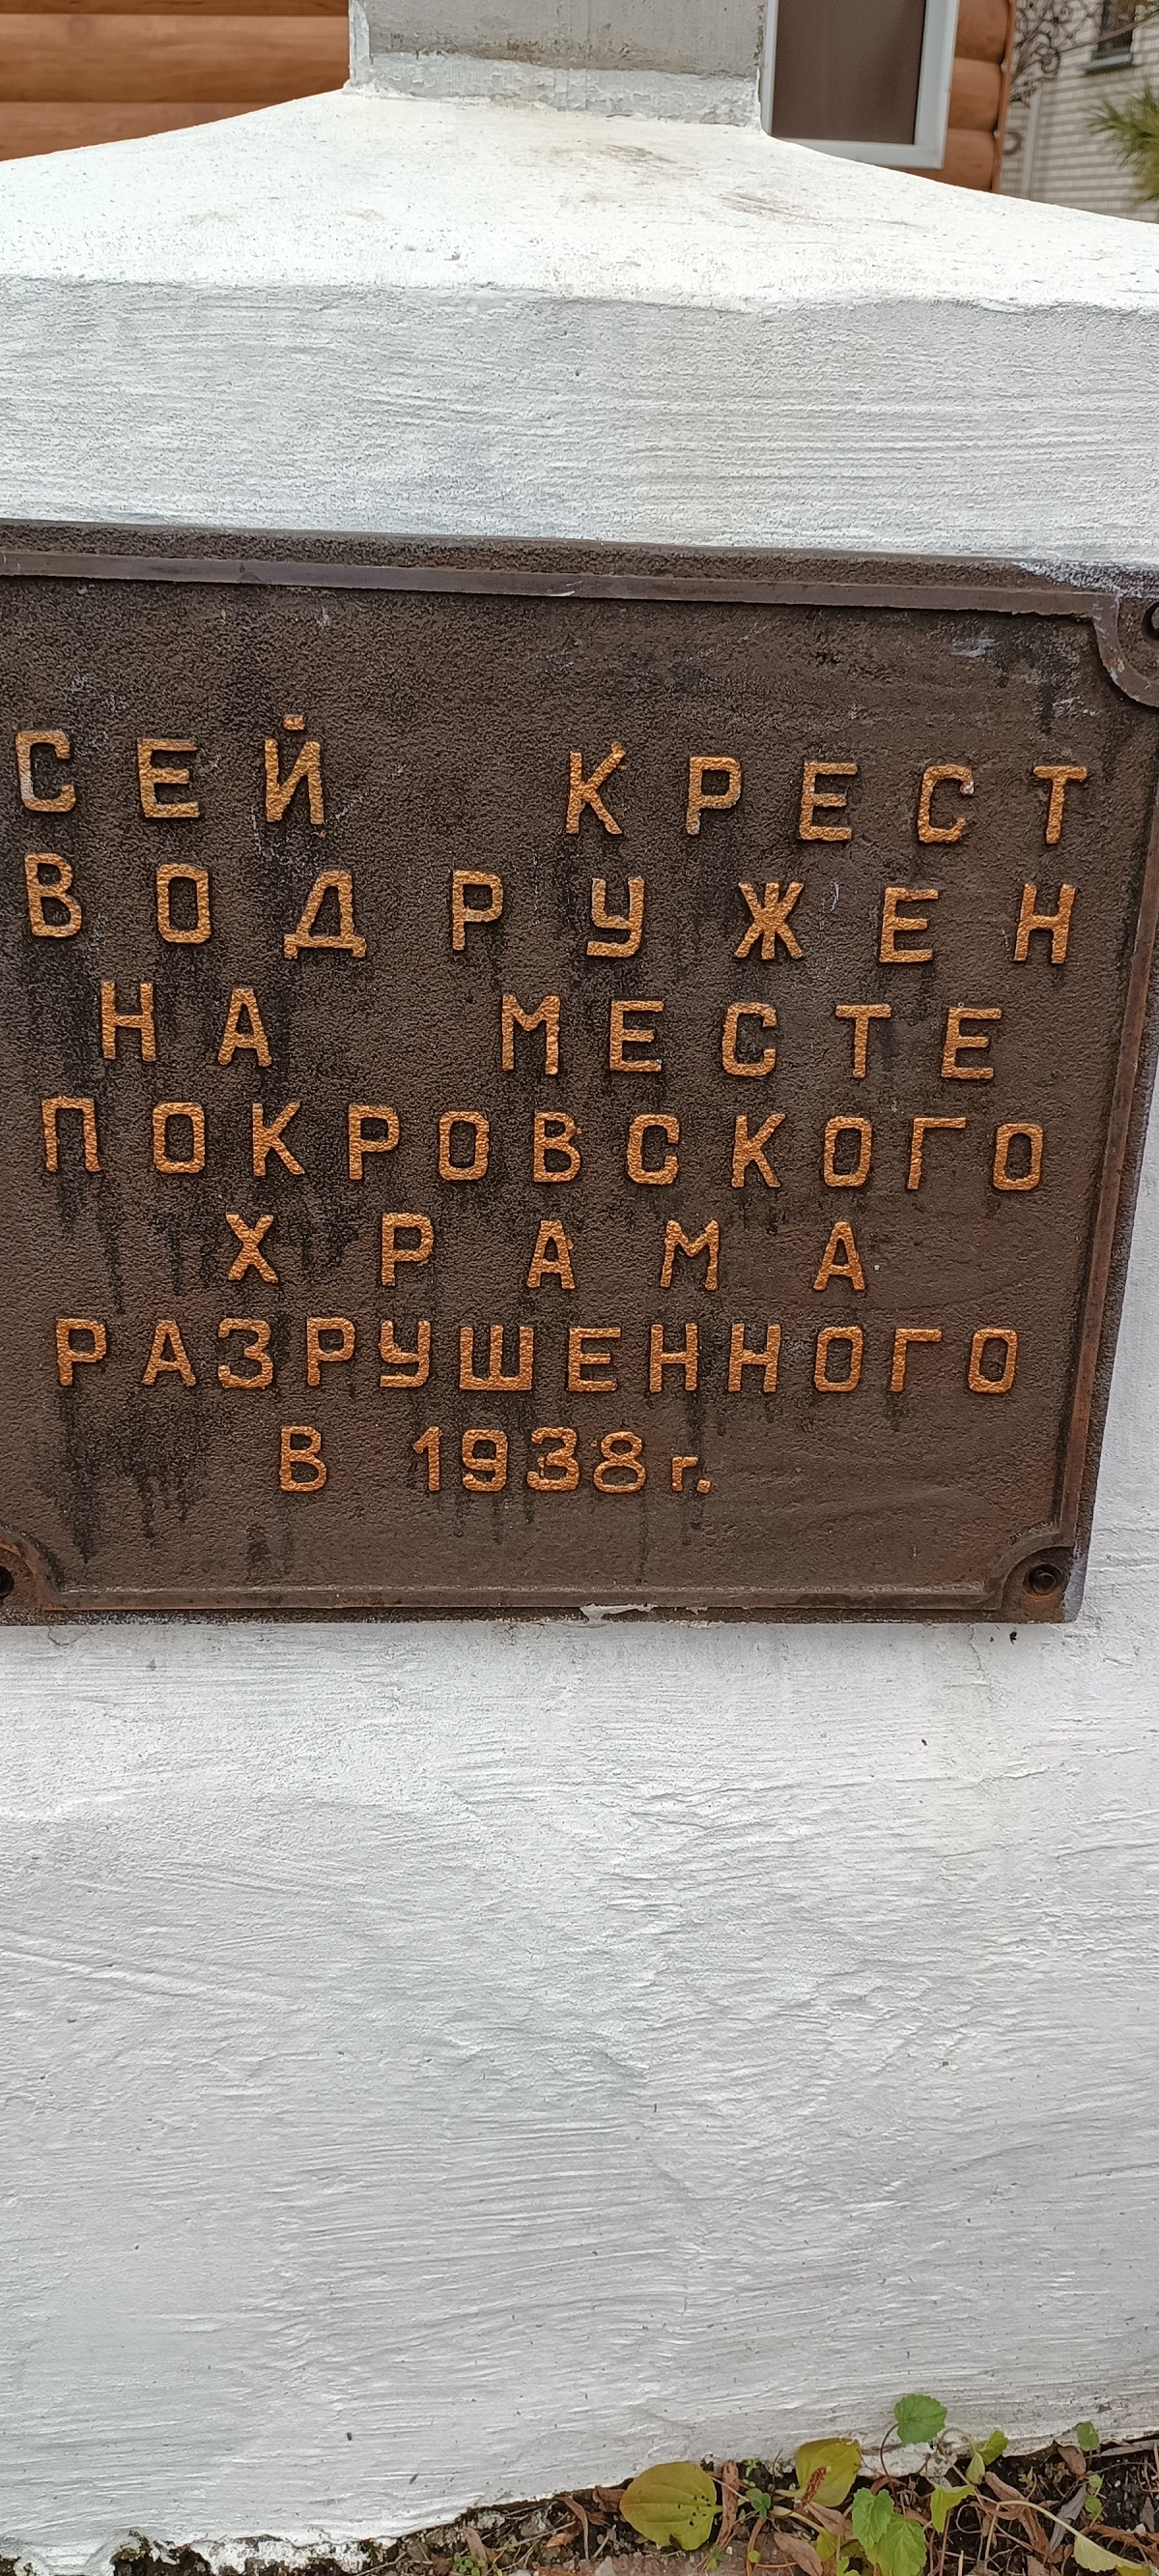 СЕЙ КРЕСТ
ВОДРУЖЕН
НА МЕСТЕ
ПОКРОВСКОГО
ХРАМА
РАЗРУШЕННОГО
В 1938 г.